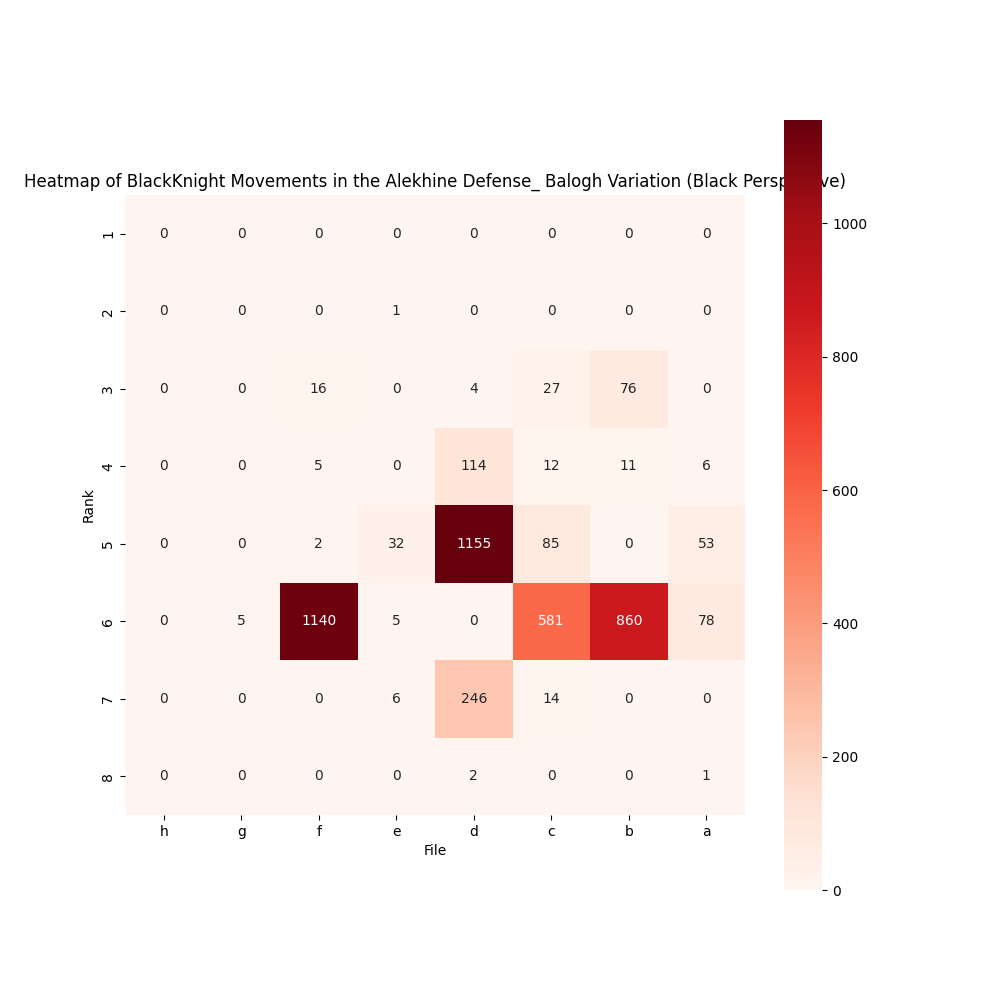 Heatmap of BlackKnight Movements in the Alekhine Defense_ Balogh Variation (Black Persp ve)
1 0 0 0 0 0 0 0 0
2 0 0 0 1 0 0 0 0
3 0 0 16 0 4 27 76 0
4 0 0 5 0 114 12 11 6
5 0 0 2 32 1155 85 0 53
6 0 5 1140 5 0 581 860 78
7 0 0 0 6 246 14 0 0
8 0 0 0 0 2 0 0 1
h g f e d c b a
File
Rank
1000
800
600
400
200
0